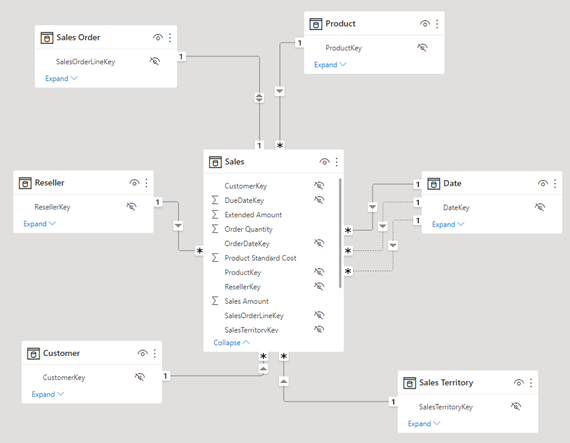 Sales Order
SalesOrderLineKey
Expand
Product
ProductKey
Expand
1
1
1
*
Sales
CustomerKey
DueDateKey
Extended Amount
Order Quantity
OrderDateKey
Product Standard Cost
ProductKey
ResellerKey
Sales Amount
SalesOrderLineKey
SalesTerritoryKey
Collapse
Reseller
ResellerKey
Expand
1
*
Date
DateKey
Expand
1
1
1
*
*
*
Customer
CustomerKey
Expand
1
*
*
Sales Territory
SalesTerritoryKey
Expand
1